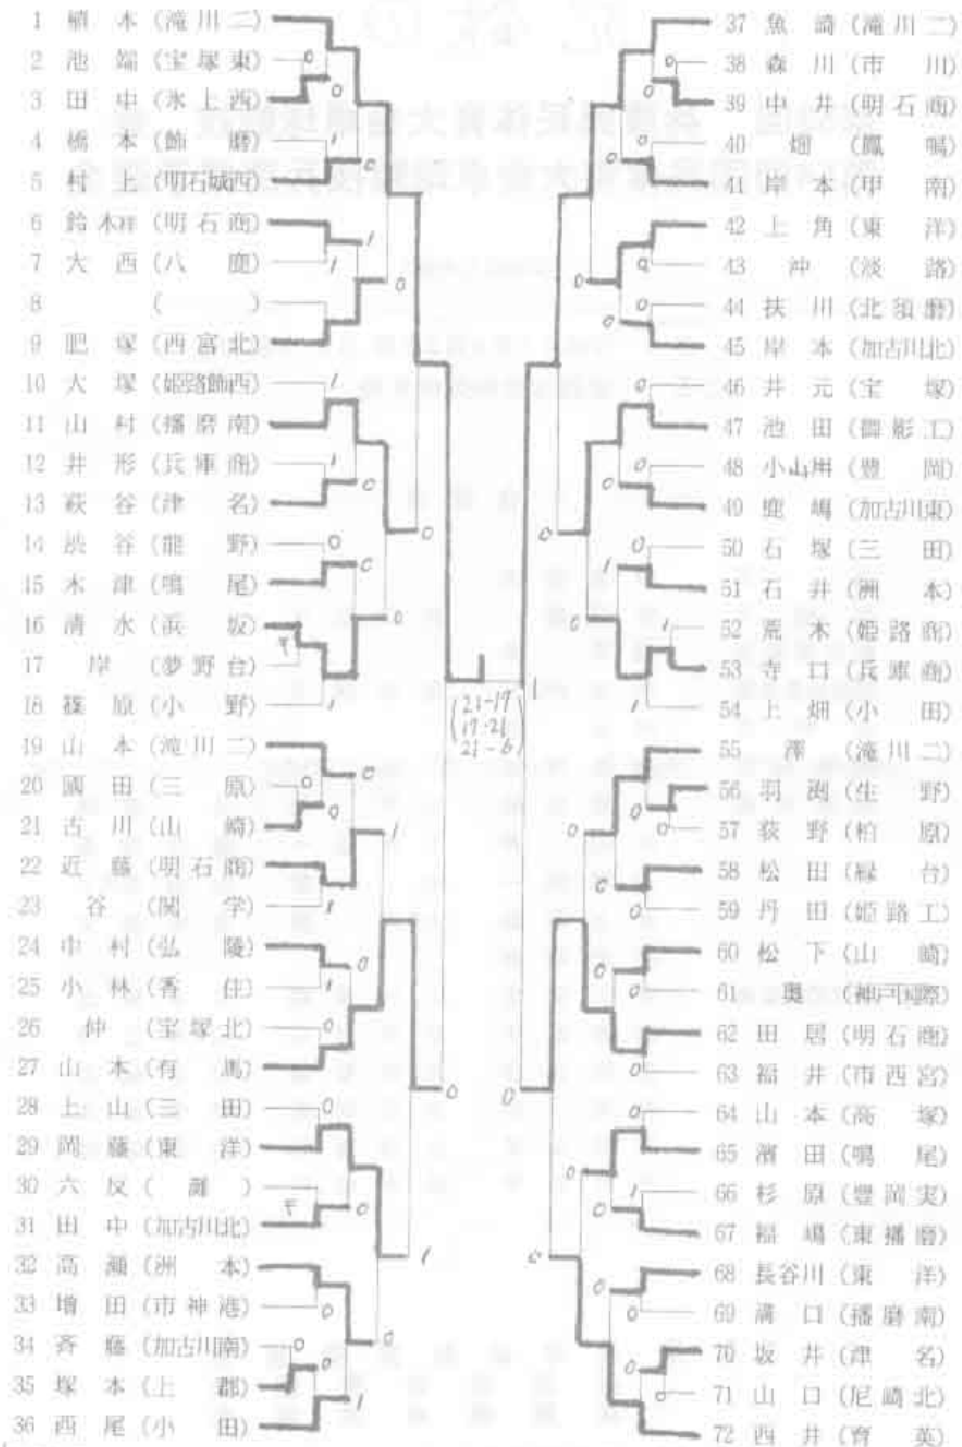 1 植 本 (滝川二)
2 池 端 (宝塚東)
3 田 中 (氷上西)
4 橋 本 (飾 磨)
5 村 上 (明石城西)
6 鈴木祥 (明石商)
7 大 西 (八 鹿)
8 ( )
9 肥 塚 (西宮北)
10 大 塚 (姫路飾西)
11 山 村 (播磨南)
12 井 形 (兵庫商)
13 萩 谷 (津 名)
14 渋 谷 (龍 野)
15 木 津 (鳴 尾)
16 清 水 (浜 坂)
17 岸 (夢野台)
18 篠 原 (小 野)
19 山 本 (滝川二)
20 頭 田 (三 原)
21 古 川 (山 崎)
22 近 藤 (明石商)
23 谷 (関 学)
24 中 村 (弘 陵)
25 小 林 (香 住)
26 仲 (宝塚北)
27 山 本 (有 馬)
28 上 山 (三 田)
29 岡 藤 (東 洋)
30 六 反 ( 灘 )
31 田 中 (加古川北)
32 高 瀬 (洲 本)
33 増 田 (市神港)
34 斉 藤 (加古川南)
35 塚 本 (上 郡)
36 西 尾 (小 田)
(21-19
17-21
21-6)
37 魚 崎 (滝川二)
38 森 川 (市 川)
39 中 井 (明石商)
40 畑 (鳳 鳴)
41 岸 本 (甲 南)
42 上 角 (東 洋)
43 沖 (淡 路)
44 扶 川 (北須磨)
45 岸 本 (加古川北)
46 井 元 (宝 塚)
47 池 田 (御影工)
48 小山 (豊 岡)
49 鹿 嶋 (加古川東)
50 石 塚 (三 田)
51 石 井 (洲 本)
52 荒 木 (姫路商)
53 寺 口 (兵庫商)
54 上 畑 (小 田)
55 澤 (滝川二)
56 羽 渕 (生 野)
57 荻 野 (柏 原)
58 松 田 (緑 台)
59 丹 田 (姫路工)
60 松 下 (山 崎)
61 奥 (神戸国際)
62 田 居 (明石商)
63 福 井 (市西宮)
64 山 本 (高 塚)
65 濱 田 (鳴 尾)
66 杉 原 (豊岡実)
67 福 嶋 (東播磨)
68 長谷川 (東 洋)
69 溝 口 (播磨南)
70 坂 井 (津 名)
71 山 口 (尼崎北)
72 西 井 (育 英)